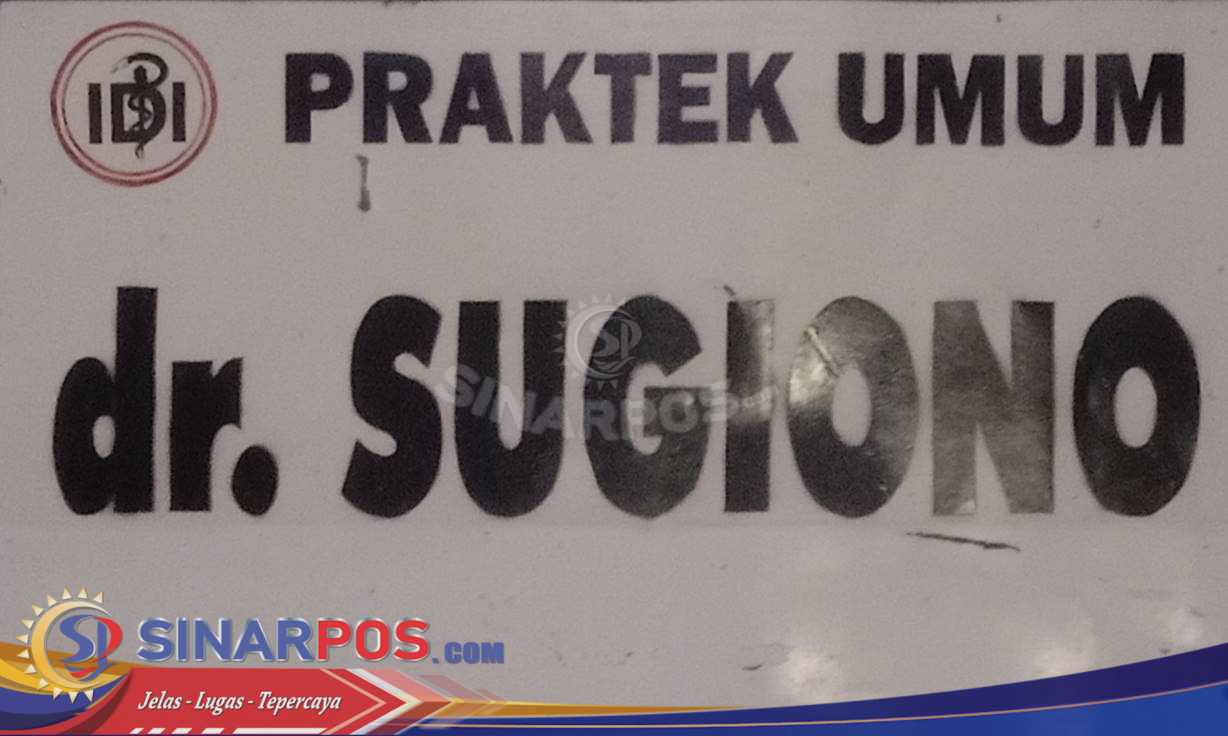 IDI PRAKTEK UMUM
dr. SUGIONO
SINARPOS.com
SINARPOS.COM
Jelas - Lugas - Tepercaya